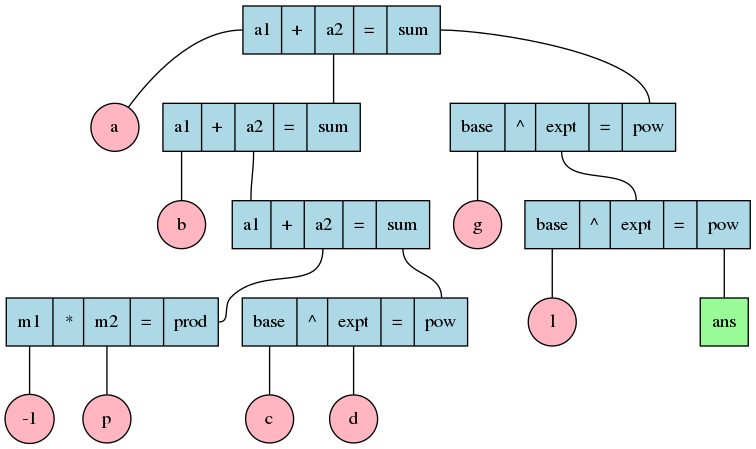 a1 + a2 = sum
a
a1 + a2 = sum
base ^ expt = pow
b
a1 + a2 = sum
g
base ^ expt = pow
m1 * m2 = prod
base ^ expt = pow
l
ans
-1
p
c
d